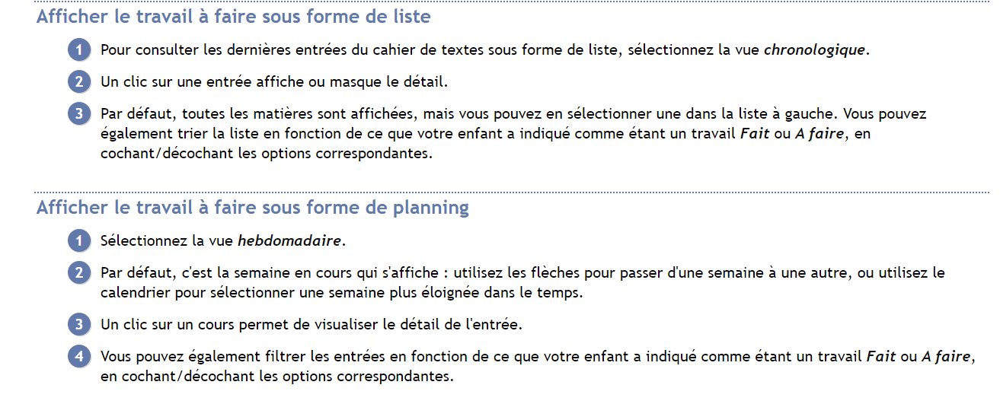 Afficher le travail à faire sous forme de liste
1 Pour consulter les dernières entrées du cahier de textes sous forme de liste, sélectionnez la vue chronologique.
2 Un clic sur une entrée affiche ou masque le détail.
3 Par défaut, toutes les matières sont affichées, mais vous pouvez en sélectionner une dans la liste à gauche. Vous pouvez
également trier la liste en fonction de ce que votre enfant a indiqué comme étant un travail Fait ou A faire, en
cochant/décochant les options correspondantes.
Afficher le travail à faire sous forme de planning
1 Sélectionnez la vue hebdomadaire.
2 Par défaut, c'est la semaine en cours qui s'affiche : utilisez les flèches pour passer d'une semaine à une autre, ou utilisez le
calendrier pour sélectionner une semaine plus éloignée dans le temps.
3 Un clic sur un cours permet de visualiser le détail de l'entrée.
4 Vous pouvez également filtrer les entrées en fonction de ce que votre enfant a indiqué comme étant un travail Fait ou A faire,
en cochant/décochant les options correspondantes.